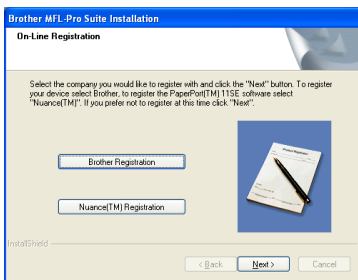 Brother MFL-Pro Suite Installation
On-Line Registration
Select the company you would like to register with and click the "Next" button. To register
your device select Brother, to register the PaperPort(TM) 11SE software select
"Nuance(TM)". If you prefer not to register at this time click "Next".
Product Registration
Brother Registration
Nuance(TM) Registration
InstallShield
< Back
Next >
Cancel